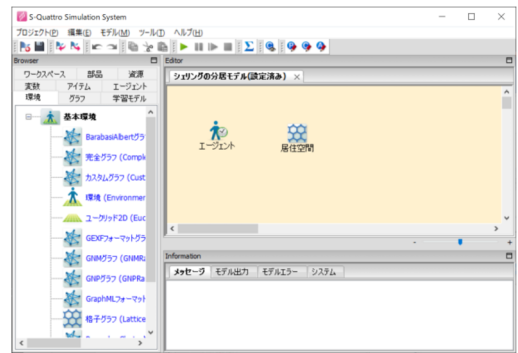 S-Quattro Simulation System
プロジェクト(P) 編集(E) モデル(M) ツール(T) ヘルプ(H)
Browser
ワークスペース 部品 資源
変数 アイテム エージェント
環境 グラフ 学習モデル
基本環境
BarabasiAlbertグラ
完全グラフ (Comple
カスタムグラフ (Cust
環境 (Environmer
ユークリッド2D (Euc
GEXFフォーマットグラ
GNMグラフ (GNMRa
GNPグラフ (GNPRa
GraphMLフォーマット
格子グラフ (Lattice
Editor
シェリングの分居モデル(設定済み)
エージェント
居住空間
Information
メッセージ モデル出力 モデルエラー システム